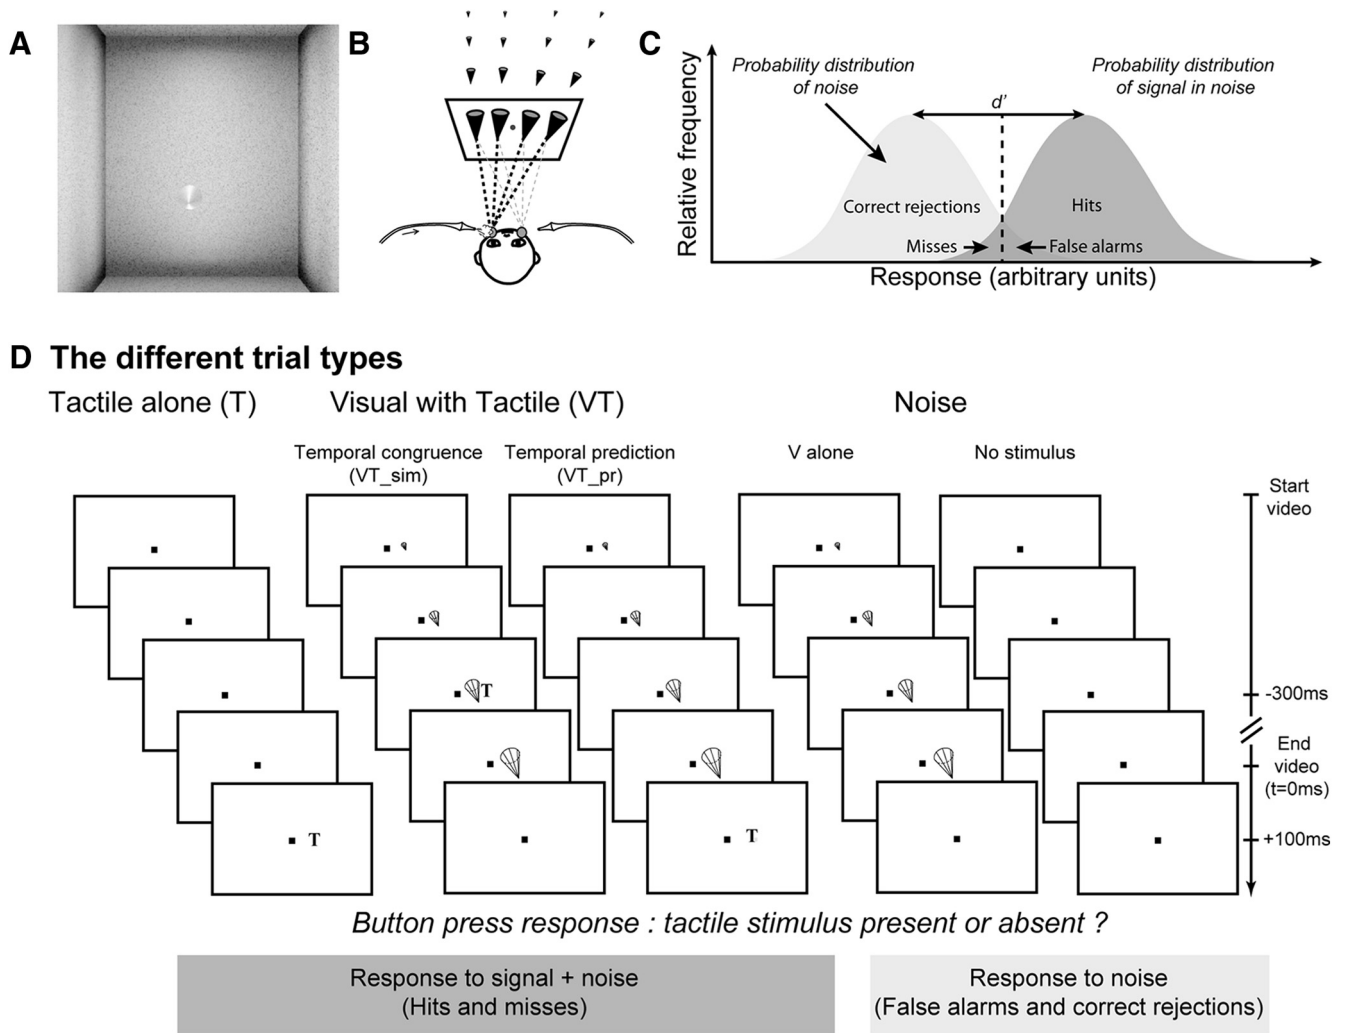 A
B
C
Relative frequency
Probability distribution
of noise
Probability distribution
of signal in noise
d'
Correct rejections
Hits
Misses
False alarms
Response (arbitrary units)
D The different trial types
Tactile alone (T)
Visual with Tactile (VT)
Noise
Temporal congruence
(VT_sim)
Temporal prediction
(VT_pr)
V alone
No stimulus
Start
video
T
-300ms
End
video
(t=0ms)
T
T
+100ms
Button press response : tactile stimulus present or absent ?
Response to signal + noise
(Hits and misses)
Response to noise
(False alarms and correct rejections)